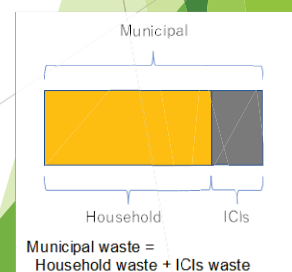 Municipal
Household
ICIs
Municipal waste =
Household waste + ICIs waste